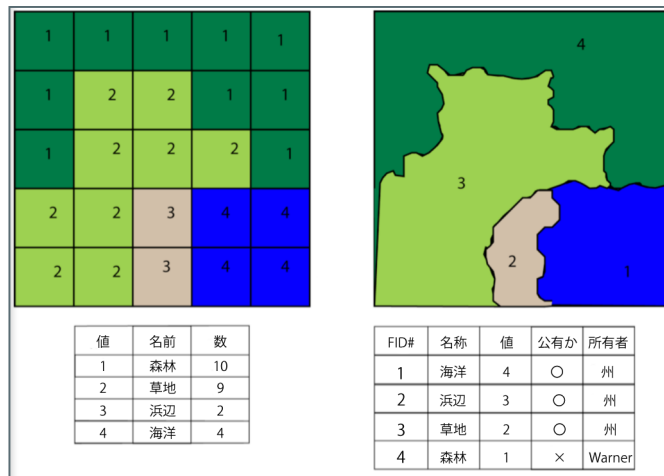 1 1 1 1 1
1 2 2 1 1
1 2 2 2 1
2 2 3 4 4
2 2 3 4 4
値 名前 数
1 森林 10
2 草地 9
3 浜辺 2
4 海洋 4
4
3
2
1
FID# 名称 値 公有か 所有者
1 海洋 4 〇 州
2 浜辺 3 〇 州
3 草地 2 〇 州
4 森林 1 × Warner